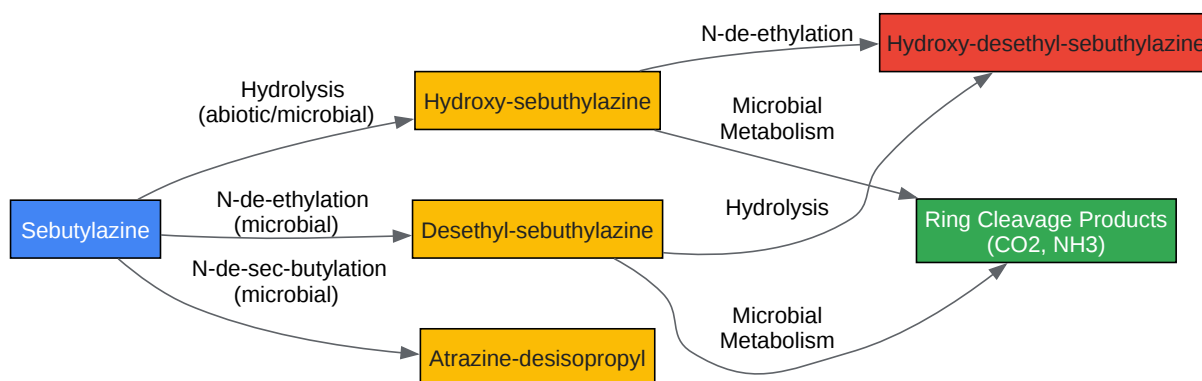 N-de-ethylation
Hydroxy-desethyl-sebuthylazine
Hydrolysis
(abiotic/microbial)
Hydroxy-sebuthylazine
Microbial
Metabolism
Sebutylazine
N-de-ethylation
(microbial)
Desethyl-sebuthylazine
Hydrolysis
Ring Cleavage Products
(CO2, NH3)
N-de-sec-butylation
(microbial)
Microbial
Metabolism
Atrazine-desisopropyl